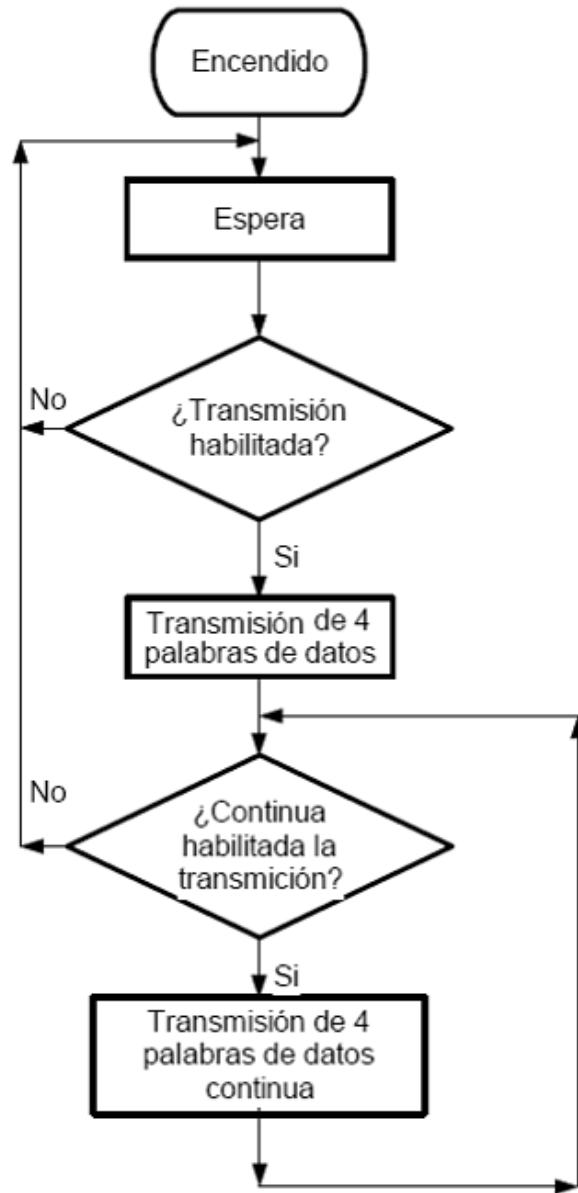 Encendido
Espera
¿Transmisión
habilitada?
No
Si
Transmisión de 4
palabras de datos
¿Continua
habilitada la
transmición?
No
Si
Transmisión de 4
palabras de datos
continua